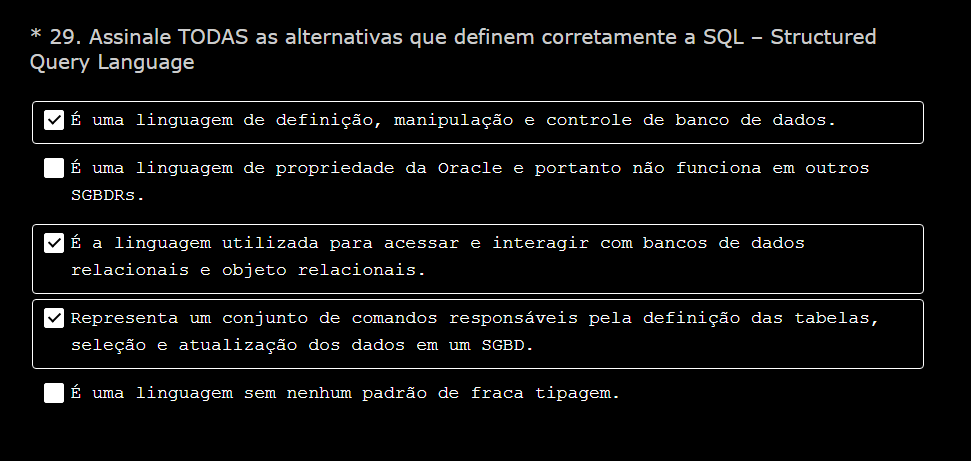 * 29. Assinale TODAS as alternativas que definem corretamente a SQL – Structured
Query Language
É uma linguagem de definição, manipulação e controle de banco de dados.
É uma linguagem de propriedade da Oracle e portanto não funciona em outros
SGBDRs.
É a linguagem utilizada para acessar e interagir com bancos de dados
relacionais e objeto relacionais.
Representa um conjunto de comandos responsáveis pela definição das tabelas,
seleção e atualização dos dados em um SGBD.
É uma linguagem sem nenhum padrão de fraca tipagem.